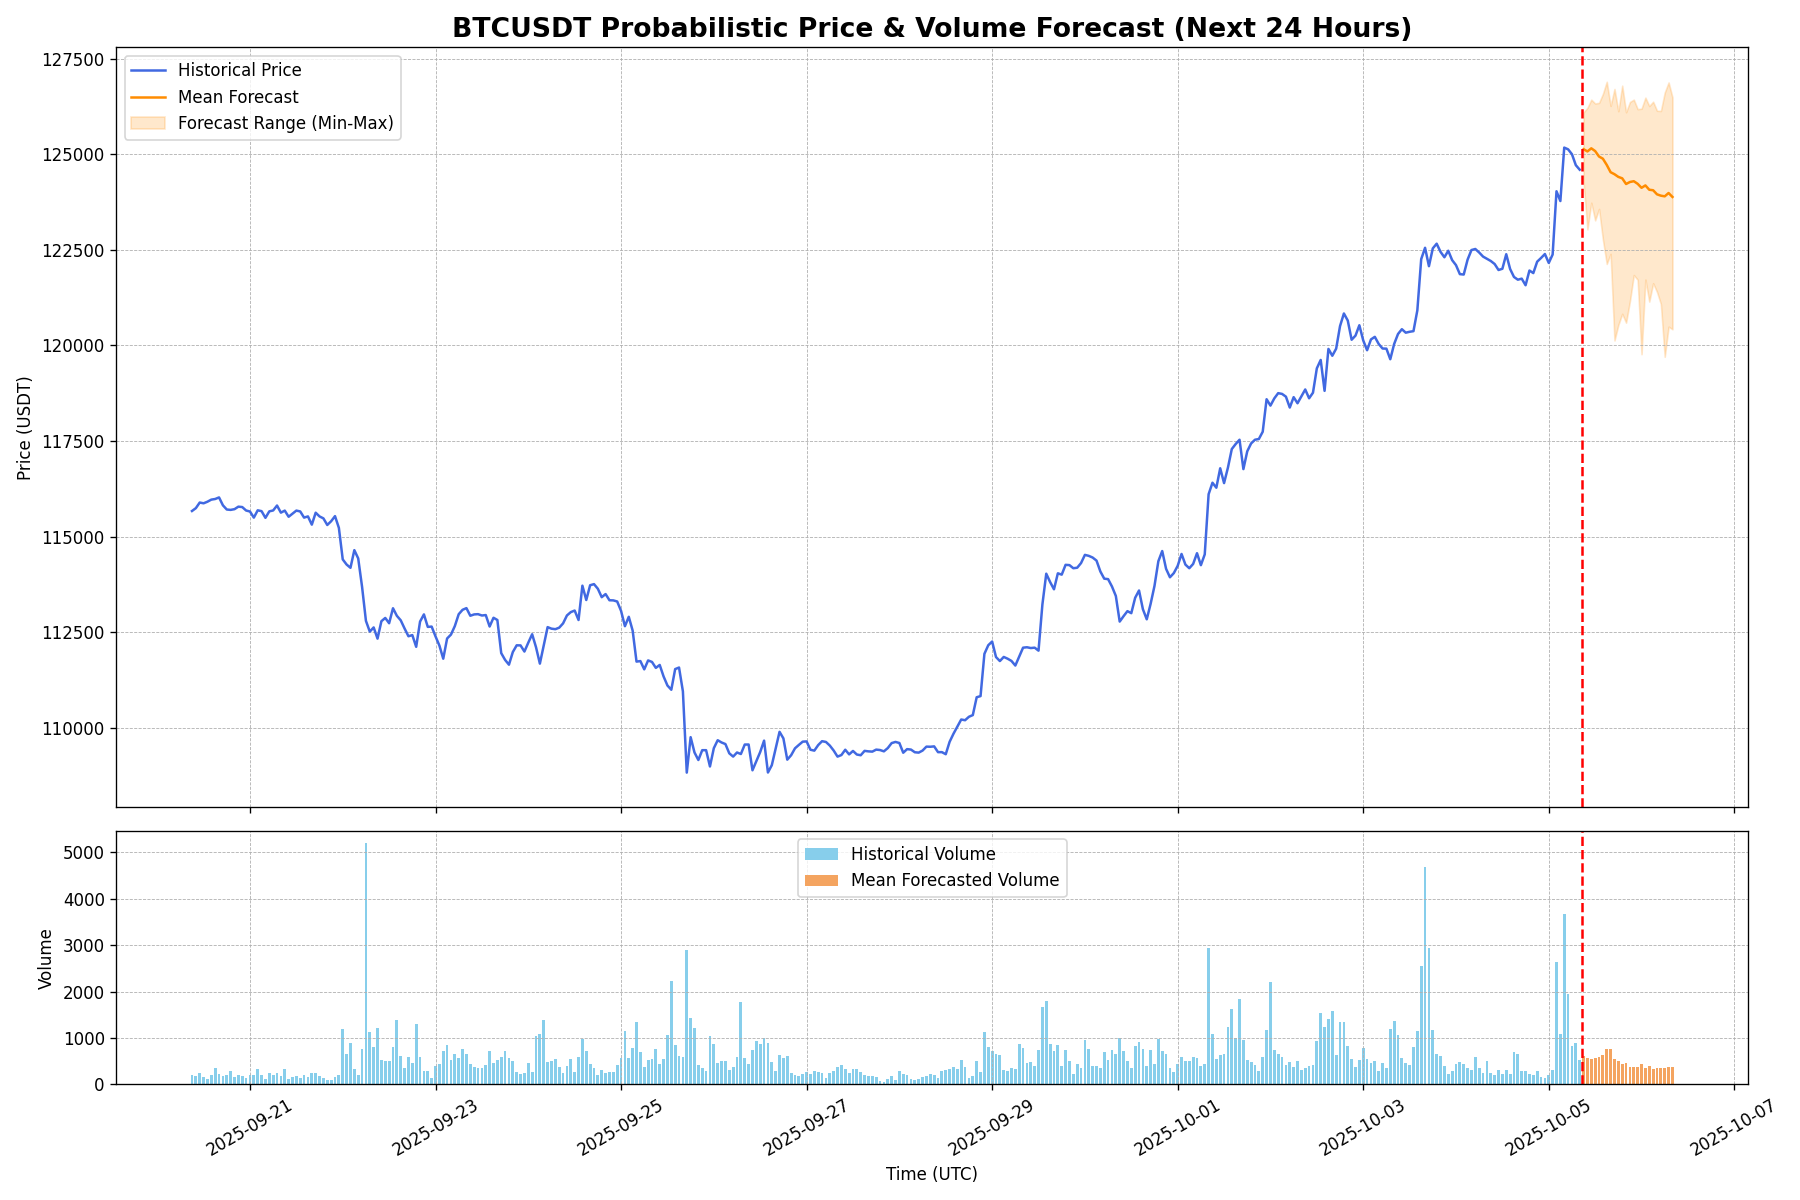 BTCUSDT Probabilistic Price & Volume Forecast (Next 24 Hours)
Historical Price
Mean Forecast
Forecast Range (Min-Max)
Price (USDT)
127500
125000
122500
120000
117500
115000
112500
110000
Historical Volume
Mean Forecasted Volume
Volume
5000
4000
3000
2000
1000
0
2025-09-21
2025-09-23
2025-09-25
2025-09-27
2025-09-29
2025-10-01
2025-10-03
2025-10-05
2025-10-07
Time (UTC)